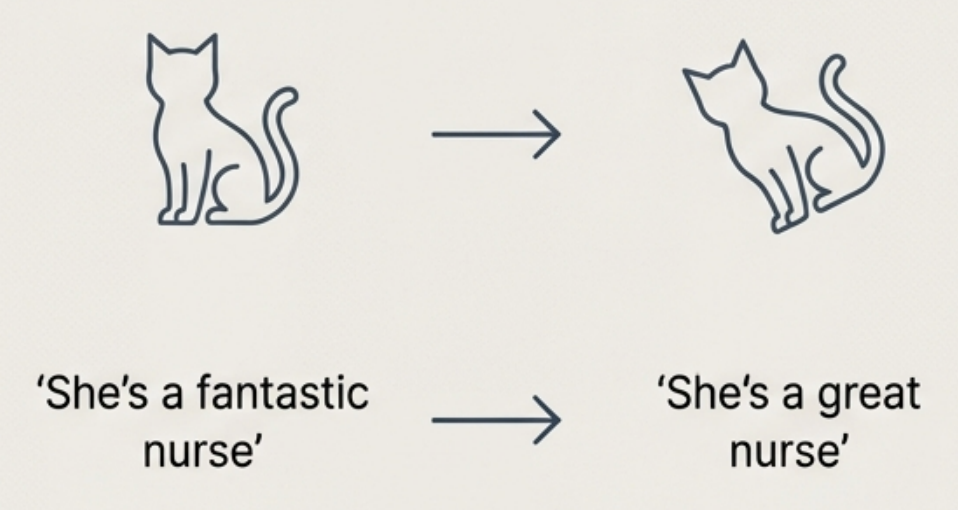 ‘She’s a fantastic
nurse’
‘She’s a great
nurse’